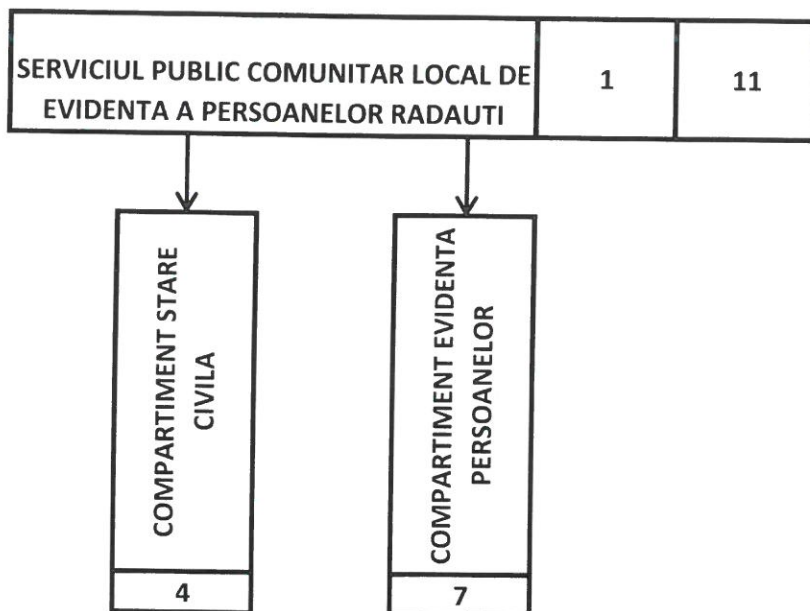 SERVICIUL PUBLIC COMUNITAR LOCAL DE
EVIDENTA A PERSOANELOR RADAUTI
1
11
COMPARTIMENT STARE
CIVILA
4
COMPARTIMENT EVIDENTA
PERSOANELOR
7